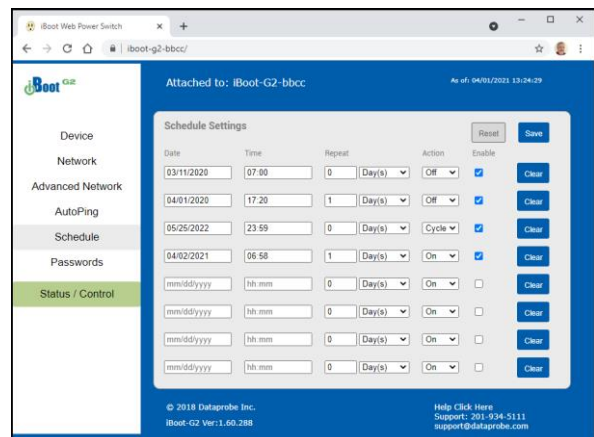 iBoot Web Power Switch
iboot-g2-bbcc/
iBoot G2
Attached to: iBoot-G2-bbcc
As of: 04/01/2021 13:24:29
Device
Network
Advanced Network
AutoPing
Schedule
Passwords
Status / Control
Schedule Settings
Reset Save
Date Time Repeat Action Enable
03/11/2020 07:00 0 Day(s) Off Clear
04/01/2020 17:20 1 Day(s) Off Clear
05/25/2022 23:59 0 Day(s) Cycle Clear
04/02/2021 06:58 1 Day(s) On Clear
mm/dd/yyyy hh:mm 0 Day(s) On Clear
mm/dd/yyyy hh:mm 0 Day(s) On Clear
mm/dd/yyyy hh:mm 0 Day(s) On Clear
mm/dd/yyyy hh:mm 0 Day(s) On Clear
© 2018 Dataprobe Inc.
iBoot-G2 Ver:1.60.288
Help Click Here
Support: 201-934-5111
support@dataprobe.com